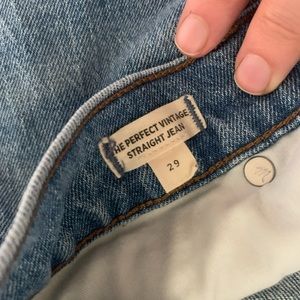 THE PERFECT VINTAGE
STRAIGHT JEAN
29